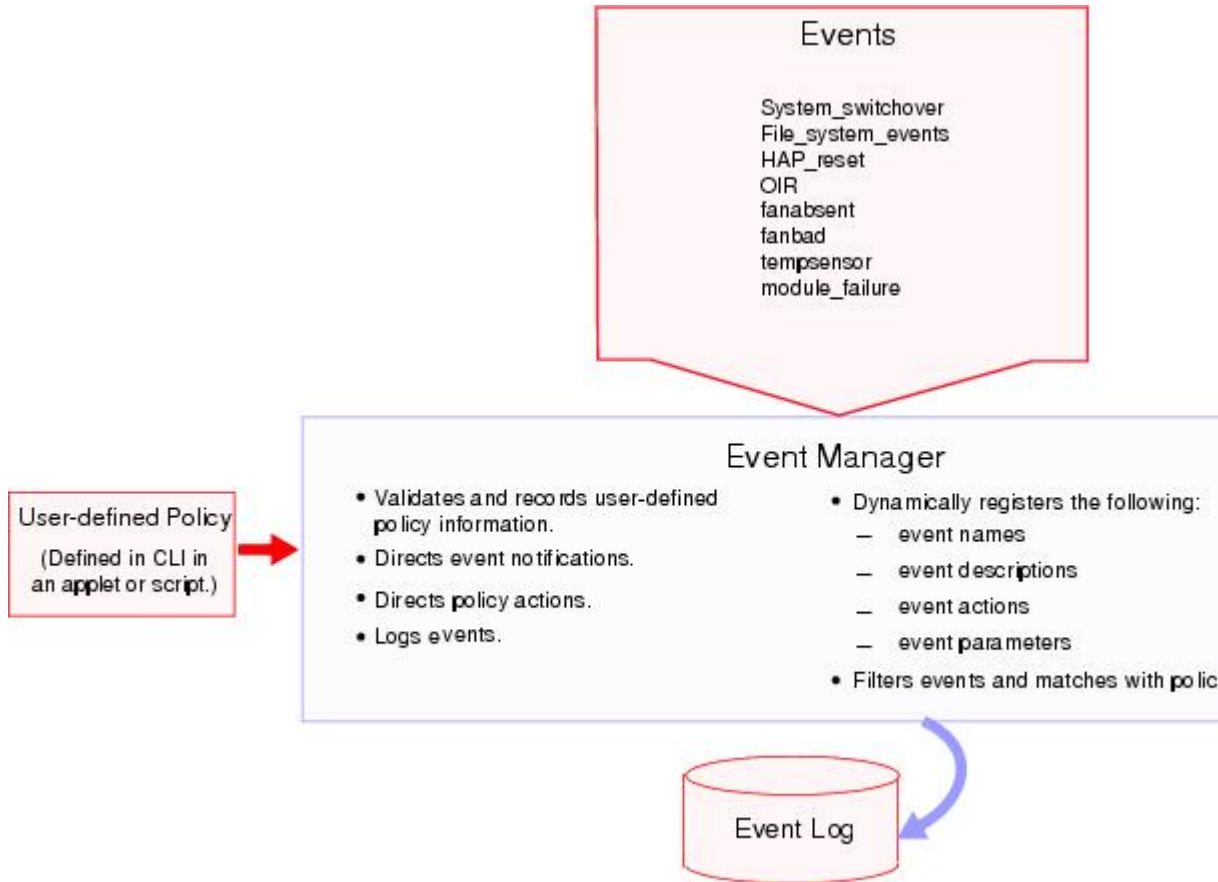 Events
System_switchover
File_system_events
HAP_reset
OIR
fanabsent
fanbad
tempsensor
module_failure
Event Manager
User-defined Policy
(Defined in CLI in
an applet or script.)
• Validates and records user-defined
policy information.
• Directs event notifications.
• Directs policy actions.
• Logs events.
• Dynamically registers the following:
– event names
– event descriptions
– event actions
– event parameters
• Filters events and matches with polic
Event Log